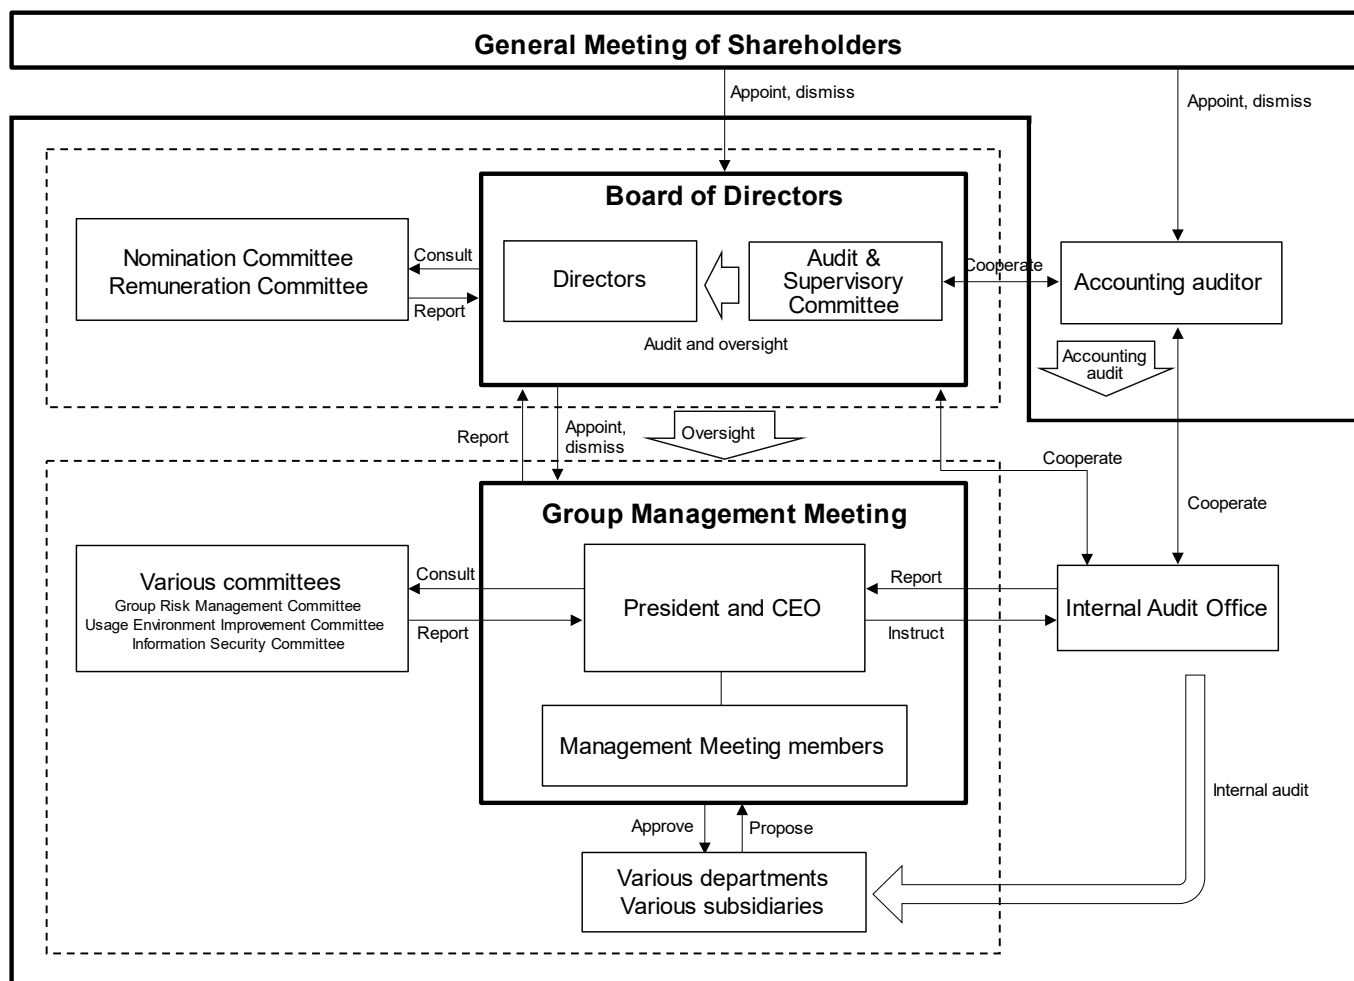 General Meeting of Shareholders
Appoint, dismiss
Appoint, dismiss
Board of Directors
Nomination Committee
Remuneration Committee
Consult
Report
Directors
Audit &
Supervisory
Committee
Audit and oversight
Cooperate
Accounting auditor
Accounting
audit
Report
Appoint,
dismiss
Oversight
Cooperate
Cooperate
Group Management Meeting
Various committees
Group Risk Management Committee
Usage Environment Improvement Committee
Information Security Committee
Consult
Report
President and CEO
Report
Instruct
Internal Audit Office
Management Meeting members
Internal audit
Approve
Propose
Various departments
Various subsidiaries